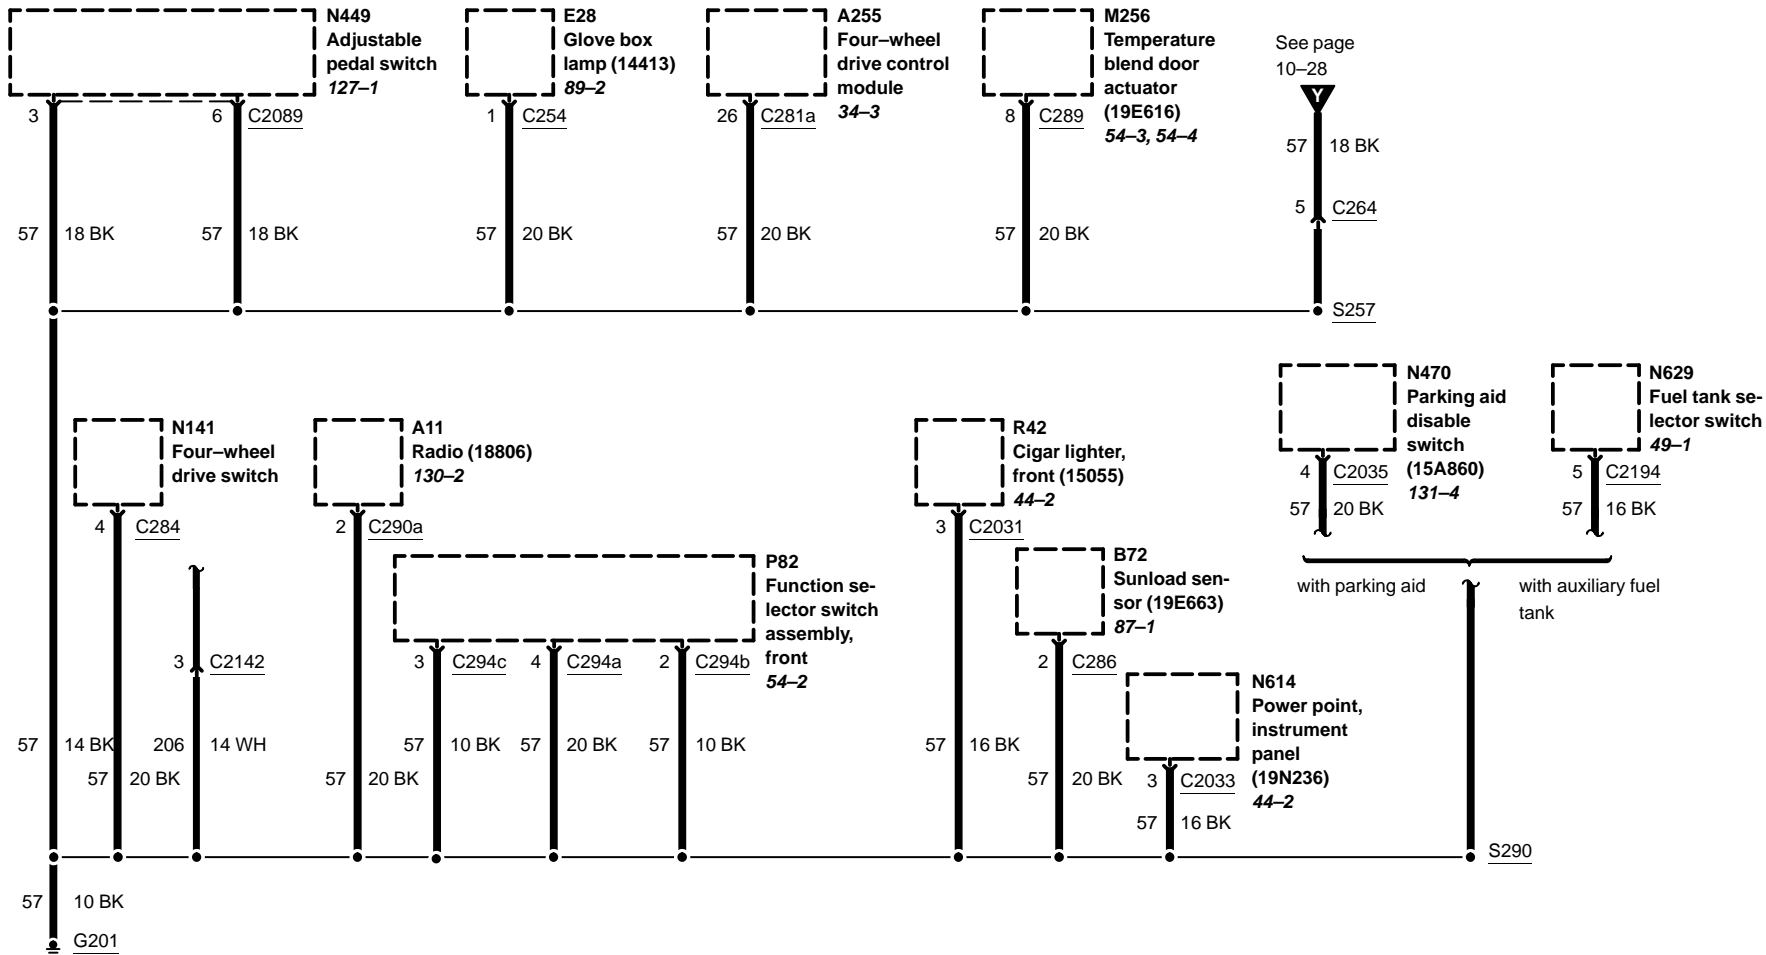 N449
Adjustable
pedal switch
127–1
E28
Glove box
lamp (14413)
89–2
A255
Four–wheel
drive control
module
34–3
M256
Temperature
blend door
actuator
(19E616)
54–3, 54–4
See page
10–28
Y
3
6 C2089
1 C254
26 C281a
8 C289
57 18 BK
5 C264
57 18 BK
57 18 BK
57 20 BK
57 20 BK
57 20 BK
S257
N141
Four–wheel
drive switch
A11
Radio (18806)
130–2
R42
Cigar lighter,
front (15055)
44–2
N470
Parking aid
disable
switch
(15A860)
131–4
N629
Fuel tank se-
lector switch
49–1
4 C2035
57 20 BK
5 C2194
57 16 BK
4 C284
2 C290a
3 C2031
P82
Function se-
lector switch
assembly,
front
54–2
B72
Sunload sen-
sor (19E663)
87–1
with parking aid
with auxiliary fuel
tank
3 C2142
3 C294c
4 C294a
2 C294b
2 C286
N614
Power point,
instrument
panel
(19N236)
44–2
57 14 BK
206 14 WH
57 10 BK
57 20 BK
57 10 BK
57 16 BK
57 20 BK
57 20 BK
57 20 BK
3 C2033
57 16 BK
S290
57 10 BK
G201